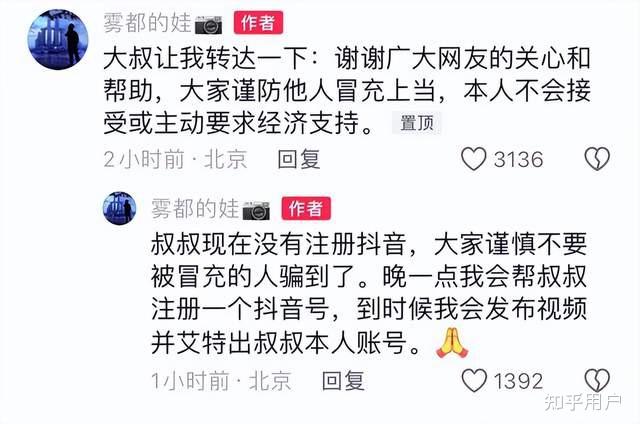 雾都的娃📷 作者
大叔让我转达一下：谢谢广大网友的关心和
帮助，大家谨防他人冒充上当，本人不会接
受或主动要求经济支持。 置顶
2小时前·北京 回复 3136
雾都的娃📷 作者
叔叔现在没有注册抖音，大家谨慎不要
被冒充的人骗到了。晚一点我会帮叔叔
注册一个抖音号，到时候我会发布视频
并艾特出叔叔本人账号。🙏
1小时前·北京 回复 1392
知乎用户